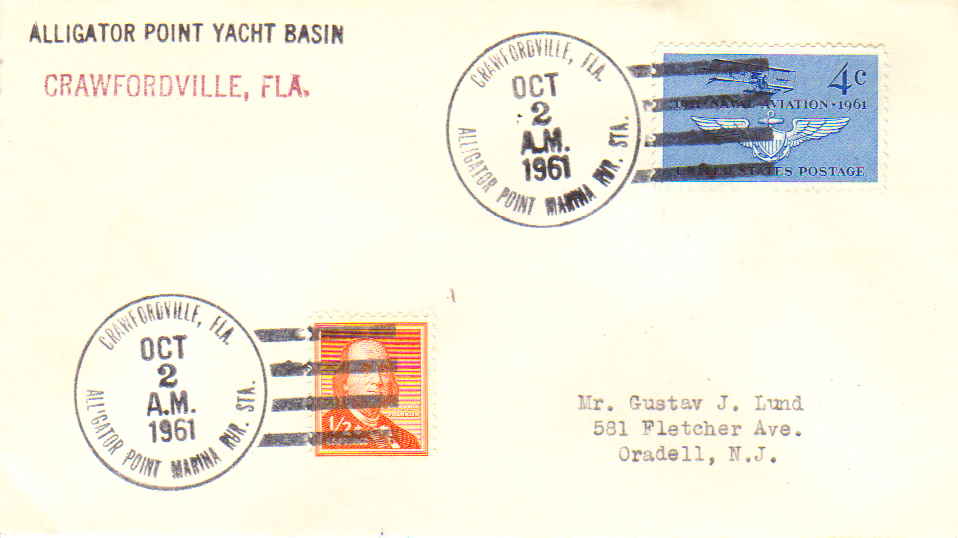 ALLIGATOR POINT YACHT BASIN
CRAWFORDVILLE, FLA.
CRAWFORDVILLE, FLA.
OCT
2
A.M.
1961
ALLIGATOR POINT MARINA RUR. STA.
4c
1911•NAVAL AVIATION•1961
UNITED STATES POSTAGE
CRAWFORDVILLE, FLA.
OCT
2
A.M.
1961
ALLIGATOR POINT MARINA RUR. STA.
1/2
FRANKLIN
Mr. Gustav J. Lund
581 Fletcher Ave.
Oradell, N.J.